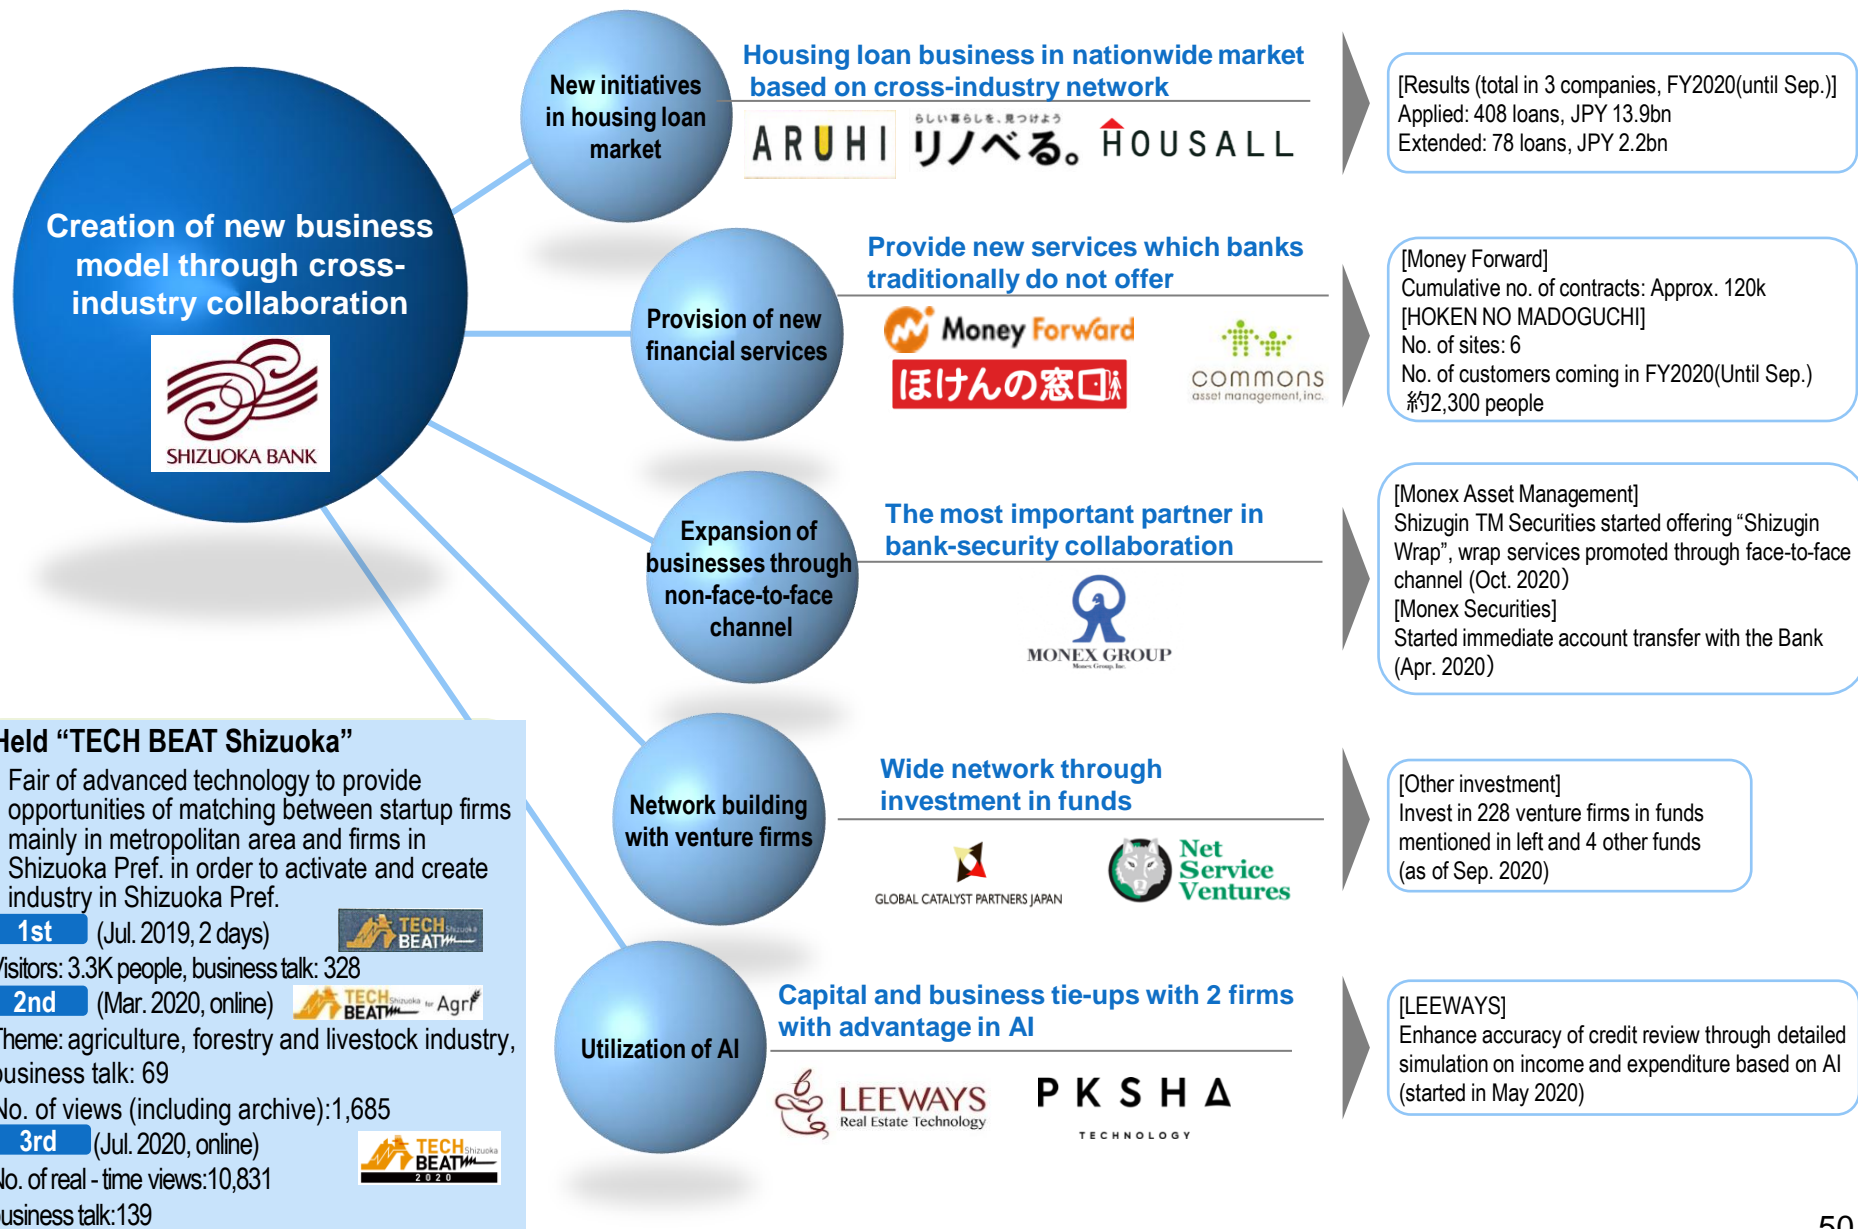 Creation of new business
model through cross-
industry collaboration
SHIZUOKA BANK
New initiatives
in housing loan
market
Housing loan business in nationwide market
based on cross-industry network
ARUHI
らしい暮らしを、見つけよう
リノベる。
HOUSALL
[Results (total in 3 companies, FY2020(until Sep.)]
Applied: 408 loans, JPY 13.9bn
Extended: 78 loans, JPY 2.2bn
Provision of new
financial services
Provide new services which banks
traditionally do not offer
Money Forward
ほけんの窓口
commons
asset management, inc.
[Money Forward]
Cumulative no. of contracts: Approx. 120k
[HOKEN NO MADOGUCHI]
No. of sites: 6
No. of customers coming in FY2020(Until Sep.)
約2,300 people
Expansion of
businesses through
non-face-to-face
channel
The most important partner in
bank-security collaboration
MONEX GROUP
Monex Group, Inc.
[Monex Asset Management]
Shizugin TM Securities started offering “Shizugin
Wrap”, wrap services promoted through face-to-face
channel (Oct. 2020）
[Monex Securities]
Started immediate account transfer with the Bank
(Apr. 2020）
Network building
with venture firms
Wide network through
investment in funds
GLOBAL CATALYST PARTNERS JAPAN
Net
Service
Ventures
[Other investment]
Invest in 228 venture firms in funds
mentioned in left and 4 other funds
(as of Sep. 2020)
Utilization of AI
Capital and business tie-ups with 2 firms
with advantage in AI
LEEWAYS
Real Estate Technology
PKSHA
TECHNOLOGY
[LEEWAYS]
Enhance accuracy of credit review through detailed
simulation on income and expenditure based on AI
(started in May 2020)
Held “TECH BEAT Shizuoka”
Fair of advanced technology to provide
opportunities of matching between startup firms
mainly in metropolitan area and firms in
Shizuoka Pref. in order to activate and create
industry in Shizuoka Pref.
1st (Jul. 2019, 2 days)
TECH Shizuoka
BEAT
Visitors: 3.3K people, business talk: 328
2nd (Mar. 2020, online)
TECH Shizuoka for Agri
BEAT
Theme: agriculture, forestry and livestock industry,
business talk: 69
No. of views (including archive):1,685
3rd (Jul. 2020, online)
TECH Shizuoka
BEAT
2020
No. of real - time views:10,831
business talk:139
50